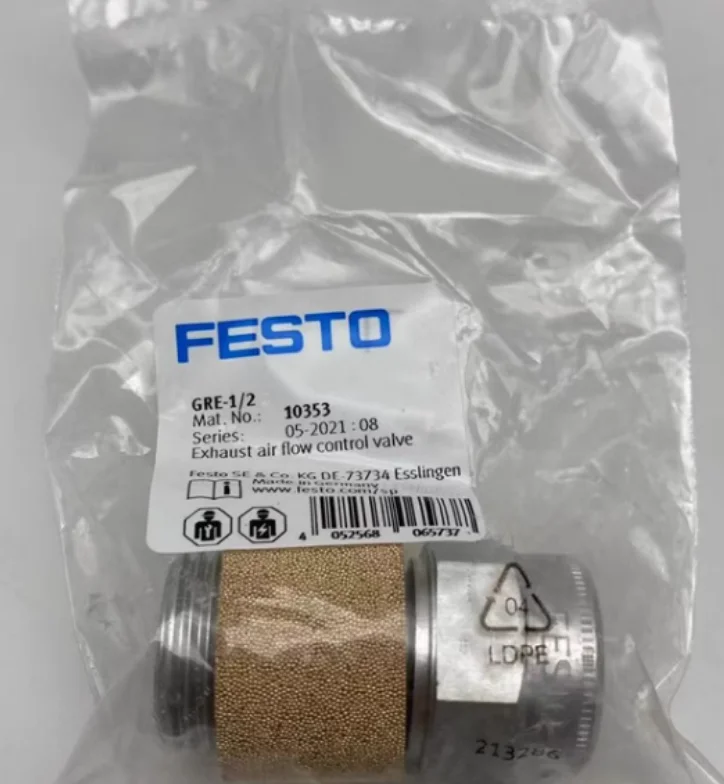 FESTO
GRE-1/2
Mat. No.: 10353
Series: 05-2021 : 08
Exhaust air flow control valve
Festo SE & Co. KG DE-73734 Esslingen
Made in Germany
www.festo.com/sp
4 052568 065737
04
LDPE